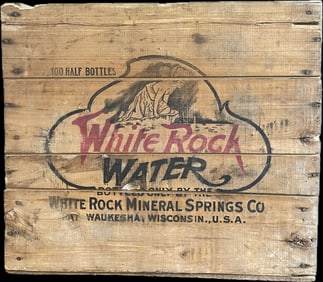 100 HALF BOTTLES
White Rock
WATER
BOTTLED ONLY BY THE
WHITE ROCK MINERAL SPRINGS CO
AT WAUKESHA, WISCONSIN., U.S.A.